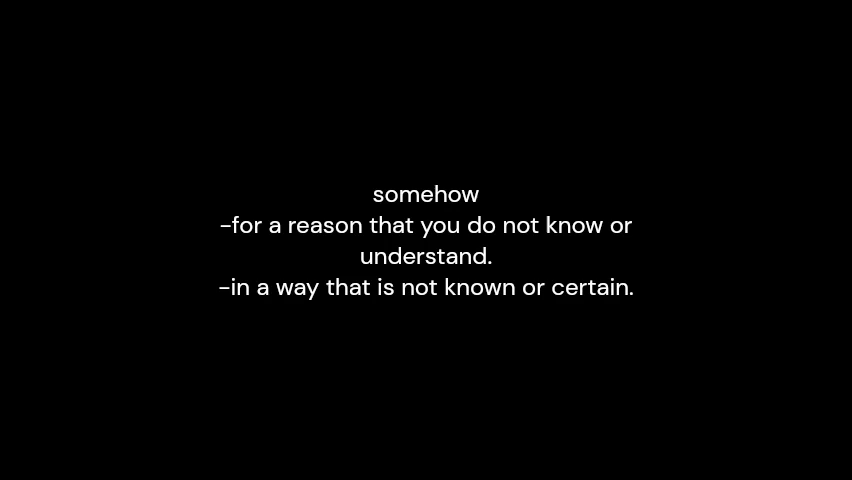 somehow
-for a reason that you do not know or
understand.
-in a way that is not known or certain.